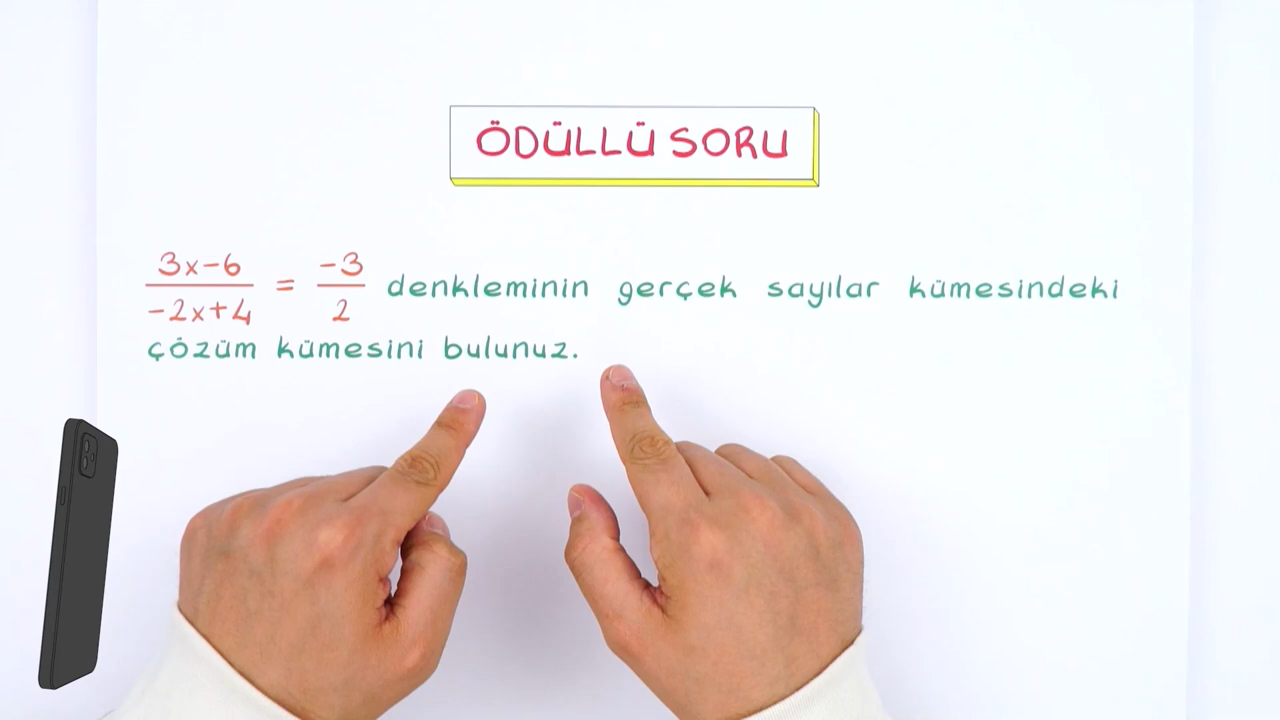 ÖDÜLLÜ SORU
3x-6 / -2x+4 = -3 / 2 denkleminin gerçek sayılar kümesindeki
çözüm kümesini bulunuz.